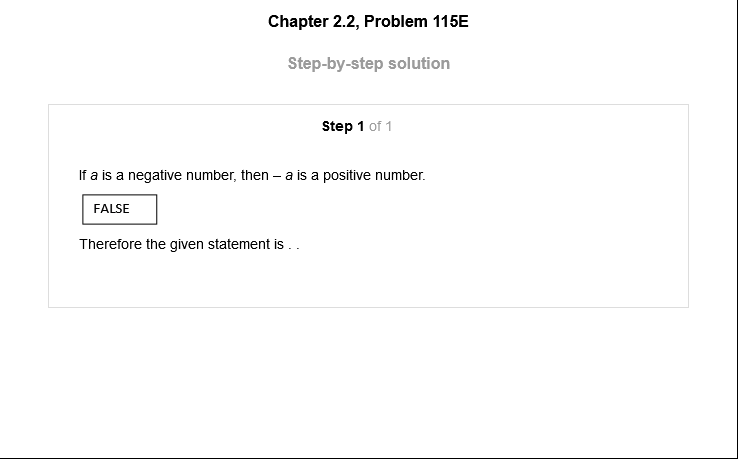 Chapter 2.2, Problem 115E
Step-by-step solution
Step 1 of 1
If a is a negative number, then – a is a positive number.
FALSE
Therefore the given statement is . .